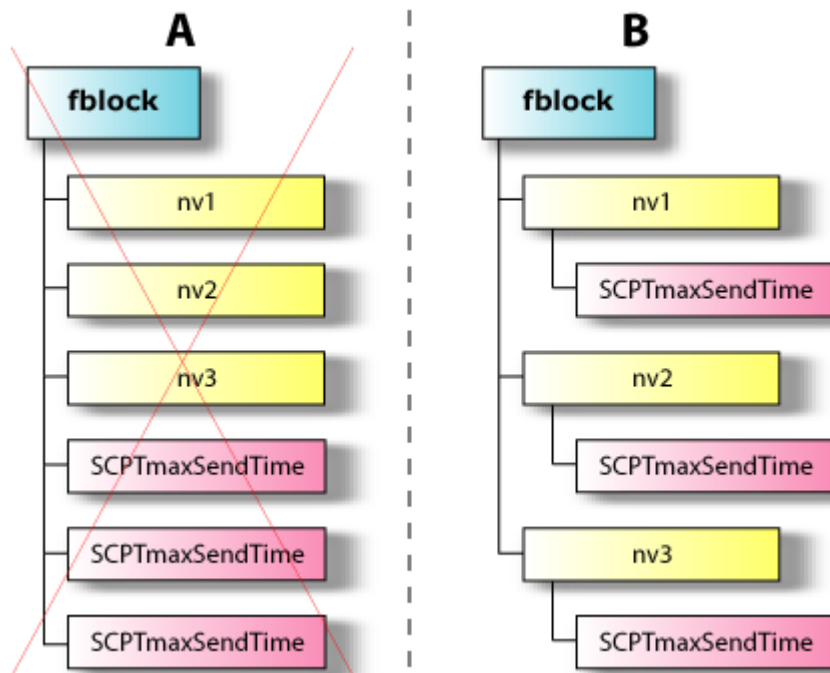 A
fblock
nv1
nv2
nv3
SCPTmaxSendTime
SCPTmaxSendTime
SCPTmaxSendTime
B
fblock
nv1
SCPTmaxSendTime
nv2
SCPTmaxSendTime
nv3
SCPTmaxSendTime